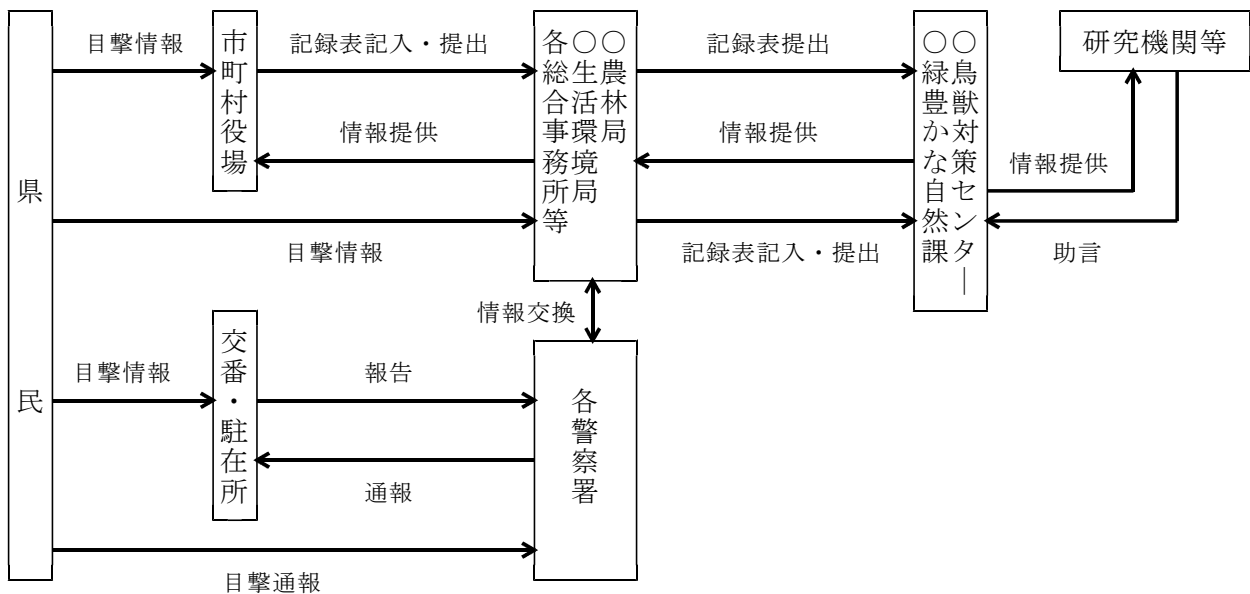 県民
目撃情報
市町村役場
記録表記入・提出
情報提供
目撃情報
各総合事務所等
○生活環境局
○農林局
記録表提出
情報提供
記録表記入・提出
○緑豊かな自然課
○鳥獣対策センター
研究機関等
情報提供
助言
情報交換
目撃情報
交番・駐在所
報告
通報
目撃通報
各警察署